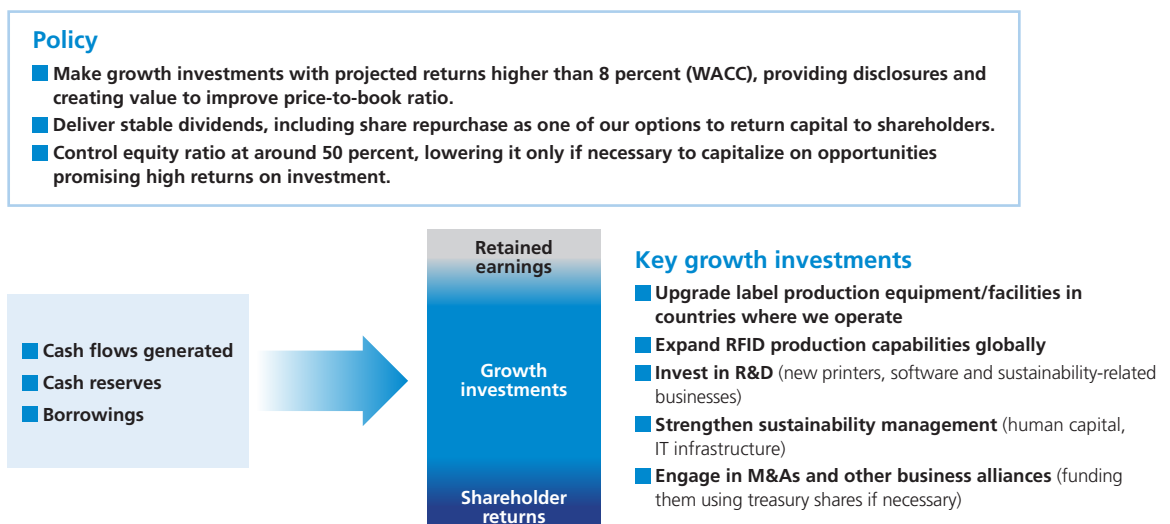 Policy
Make growth investments with projected returns higher than 8 percent (WACC), providing disclosures and
creating value to improve price-to-book ratio.
Deliver stable dividends, including share repurchase as one of our options to return capital to shareholders.
Control equity ratio at around 50 percent, lowering it only if necessary to capitalize on opportunities
promising high returns on investment.
Cash flows generated
Cash reserves
Borrowings
Retained
earnings
Growth
investments
Shareholder
returns
Key growth investments
Upgrade label production equipment/facilities in
countries where we operate
Expand RFID production capabilities globally
Invest in R&D (new printers, software and sustainability-related
businesses)
Strengthen sustainability management (human capital,
IT infrastructure)
Engage in M&As and other business alliances (funding
them using treasury shares if necessary)